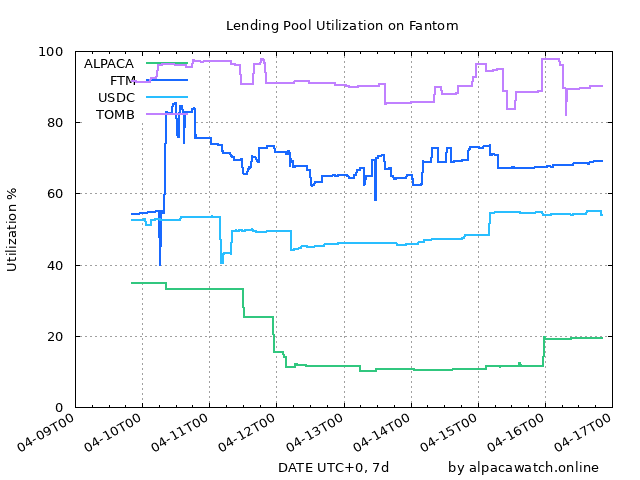 Lending Pool Utilization on Fantom
Utilization %
100
80
60
40
20
0
ALPACA
FTM
USDC
TOMB
04-09T00
04-10T00
04-11T00
04-12T00
04-13T00
04-14T00
04-15T00
04-16T00
04-17T00
DATE UTC+0, 7d
by alpacawatch.online